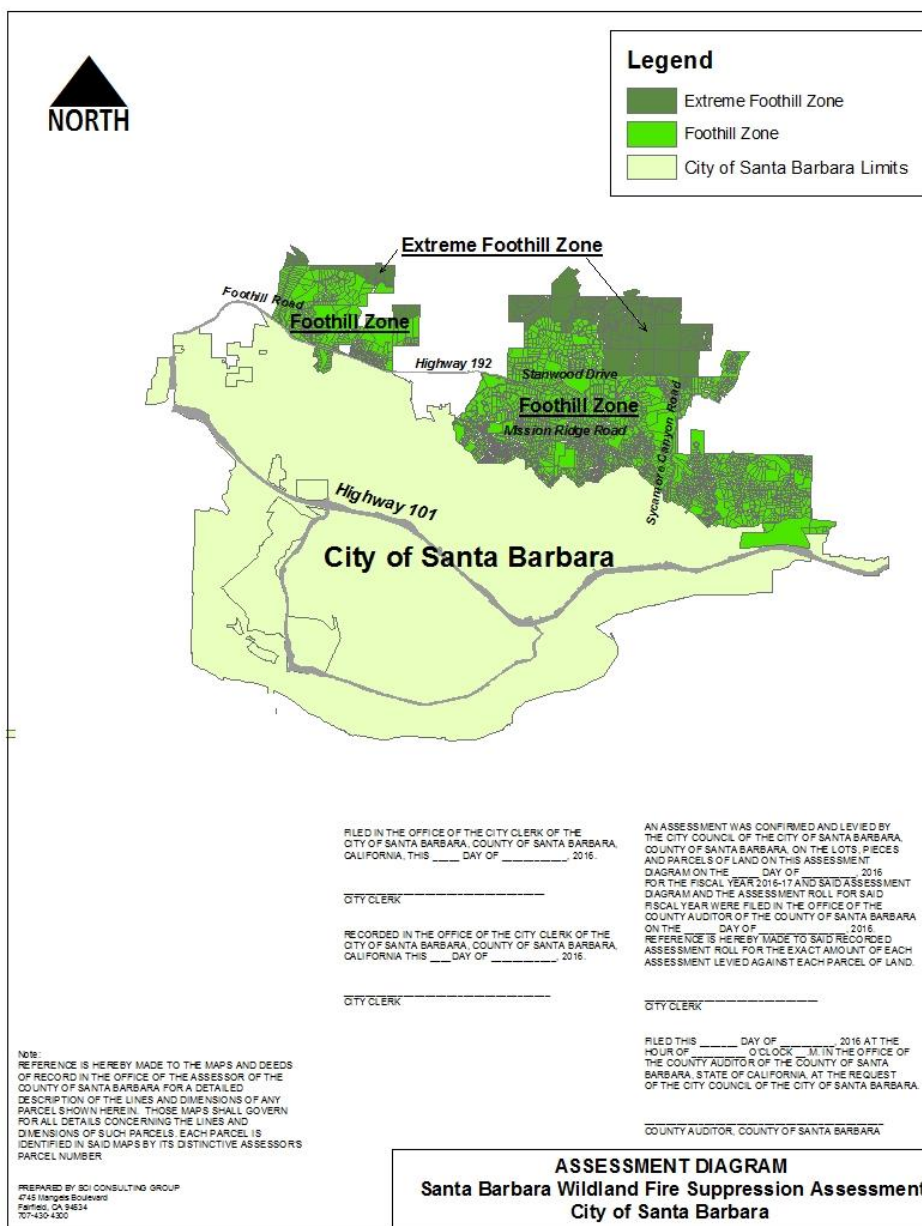 NORTH
Legend
Extreme Foothill Zone
Foothill Zone
City of Santa Barbara Limits
Extreme Foothill Zone
Foothill Road
Foothill Zone
Highway 192
Stanwood Drive
Foothill Zone
Mission Ridge Road
Sycamore Canyon Road
Highway 101
City of Santa Barbara
FILED IN THE OFFICE OF THE CITY CLERK OF THE
CITY OF SANTA BARBARA, COUNTY OF SANTA BARBARA,
CALIFORNIA, THIS _____ DAY OF ____________, 2016.
CITY CLERK
RECORDED IN THE OFFICE OF THE CITY CLERK OF THE
CITY OF SANTA BARBARA, COUNTY OF SANTA BARBARA,
CALIFORNIA THIS ____ DAY OF ____________, 2016.
CITY CLERK
AN ASSESSMENT WAS CONFIRMED AND LEVIED BY
THE CITY COUNCIL OF THE CITY OF SANTA BARBARA,
COUNTY OF SANTA BARBARA, ON THE LOTS, PIECES
AND PARCELS OF LAND ON THIS ASSESSMENT
DIAGRAM ON THE _____ DAY OF __________, 2016
FOR THE FISCAL YEAR 2016-17 AND SAID ASSESSMENT
DIAGRAM AND THE ASSESSMENT ROLL FOR SAID
FISCAL YEAR WERE FILED IN THE OFFICE OF THE
COUNTY AUDITOR OF THE COUNTY OF SANTA BARBARA
ON THE ______ DAY OF ________________, 2016.
REFERENCE IS HEREBY MADE TO SAID RECORDED
ASSESSMENT ROLL FOR THE EXACT AMOUNT OF EACH
ASSESSMENT LEVIED AGAINST EACH PARCEL OF LAND.
CITY CLERK
FILED THIS _______ DAY OF __________, 2016 AT THE
HOUR OF __________ O'CLOCK __.M. IN THE OFFICE OF
THE COUNTY AUDITOR OF THE COUNTY OF SANTA
BARBARA, STATE OF CALIFORNIA, AT THE REQUEST
OF THE CITY COUNCIL OF THE CITY OF SANTA BARBARA.
COUNTY AUDITOR, COUNTY OF SANTA BARBARA
Note:
REFERENCE IS HEREBY MADE TO THE MAPS AND DEEDS
OF RECORD IN THE OFFICE OF THE ASSESSOR OF THE
COUNTY OF SANTA BARBARA FOR A DETAILED
DESCRIPTION OF THE LINES AND DIMENSIONS OF ANY
PARCEL SHOWN HEREIN. THOSE MAPS SHALL GOVERN
FOR ALL DETAILS CONCERNING THE LINES AND
DIMENSIONS OF SUCH PARCELS. EACH PARCEL IS
IDENTIFIED IN SAID MAPS BY ITS DISTINCTIVE ASSESSOR'S
PARCEL NUMBER
PREPARED BY SCI CONSULTING GROUP
4745 Mangels Boulevard
Fairfield, CA 94534
707-430-4300
ASSESSMENT DIAGRAM
Santa Barbara Wildland Fire Suppression Assessment
City of Santa Barbara